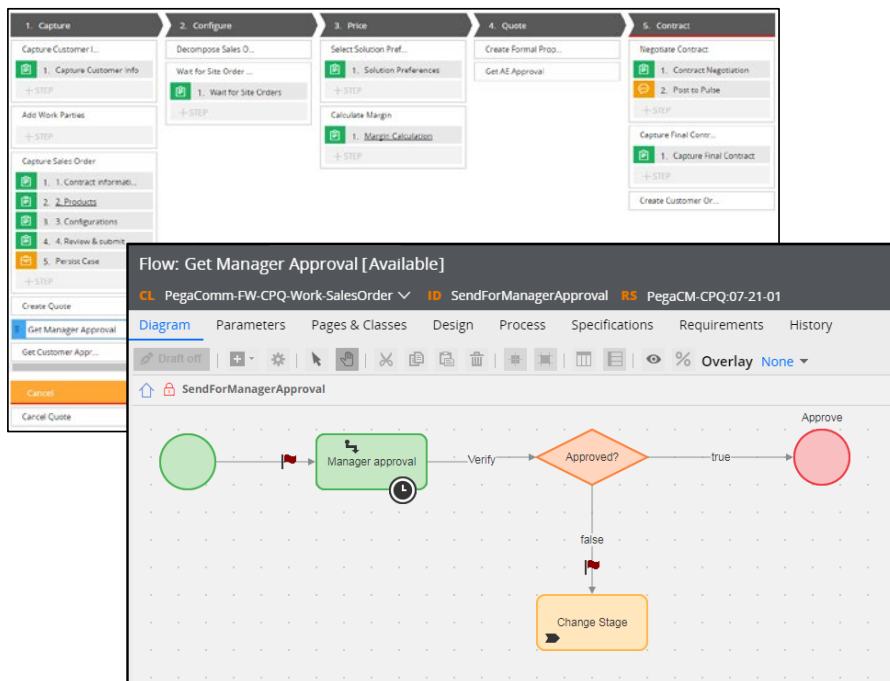 1. Capture
2. Configure
3. Price
4. Quote
5. Contract
Capture Customer I...
1. Capture Customer Info
+ STEP
Add Work Parties
+ STEP
Capture Sales Order
1. 1. Contract informati...
2. 2. Products
3. 3. Configurations
4. 4. Review & submit
5. Persist Case
+ STEP
Create Quote
Get Manager Approval
Get Customer Appr...
Cancel
Cancel Quote
Decompose Sales O...
Wait for Site Order ...
1. Wait for Site Orders
+ STEP
Select Solution Pref...
1. Solution Preferences
+ STEP
Calculate Margin
1. Margin Calculation
+ STEP
Create Formal Prop...
Get AE Approval
Negotiate Contract
1. Contract Negotiation
2. Post to Pulse
+ STEP
Capture Final Contr...
1. Capture Final Contract
+ STEP
Create Customer Or...
Flow: Get Manager Approval [Available]
CL PegaComm-FW-CPQ-Work-SalesOrder ID SendForManagerApproval RS PegaCM-CPQ:07-21-01
Diagram Parameters Pages & Classes Design Process Specifications Requirements History
Draft off Overlay None
SendForManagerApproval
Approve
Manager approval
Verify
Approved?
true
false
Change Stage